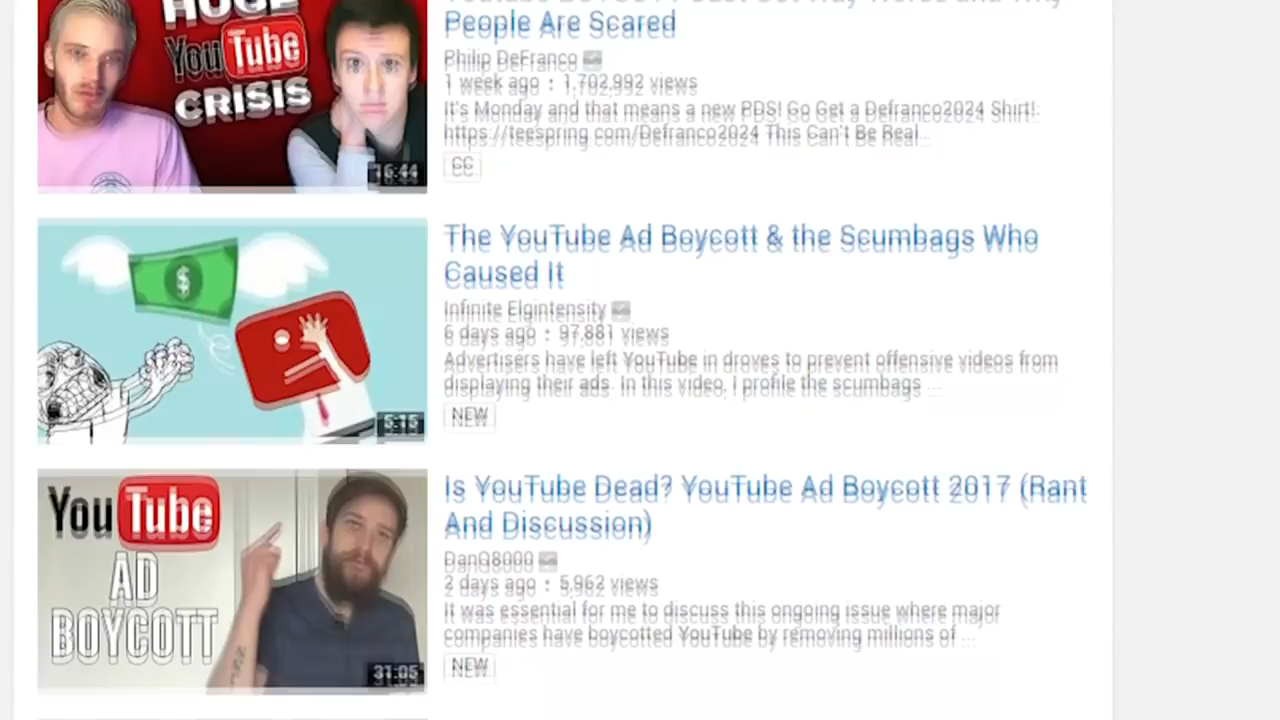 HUGE
YouTube
CRISIS
16:44
People Are Scared
Philip DeFranco
1 week ago · 1,702,992 views
It's Monday and that means a new PDS! Go Get a Defranco2024 Shirt!:
https://teespring.com/Defranco2024 This Can't Be Real...
CC
The YouTube Ad Boycott & the Scumbags Who
Caused It
Infinite Elgintensity
6 days ago · 97,881 views
Advertisers have left YouTube in droves to prevent offensive videos from
displaying their ads. In this video, I profile the scumbags ...
NEW
5:15
Is YouTube Dead? YouTube Ad Boycott 2017 (Rant
And Discussion)
DanQ8000
2 days ago · 5,962 views
It was essential for me to discuss this ongoing issue where major
companies have boycotted YouTube by removing millions of ...
NEW
YouTube
AD
BOYCOTT
31:05